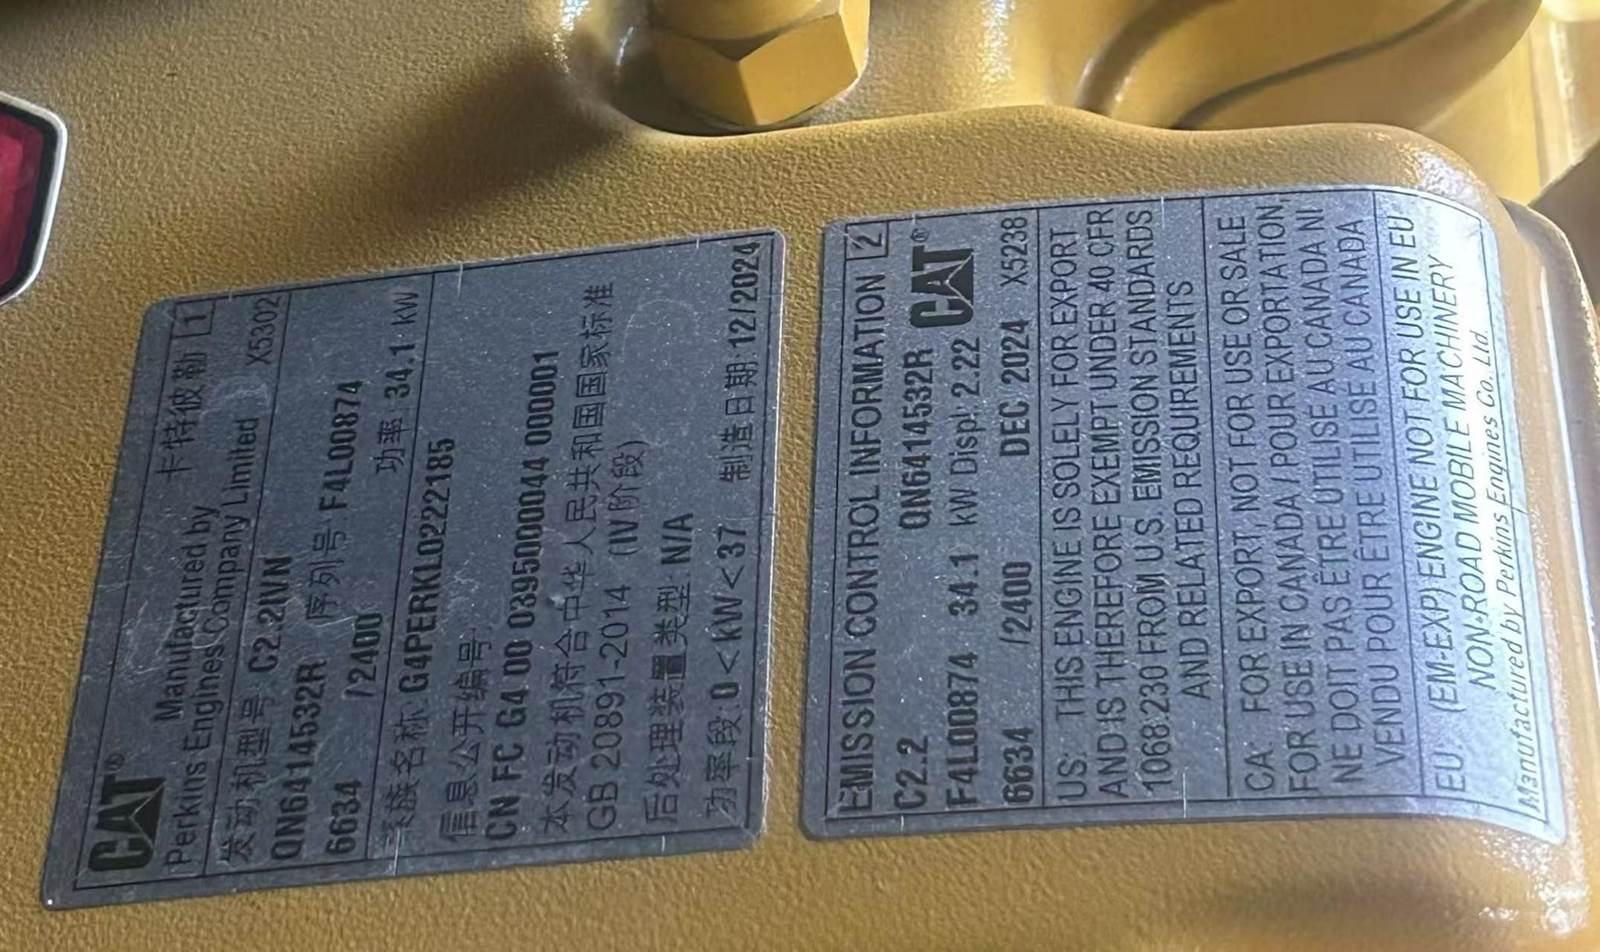 CAT® 卡特彼勒 1
Manufactured by
Perkins Engines Company Limited X5302
发动机型号 C2.2IVN
QN6414532R 序列号 F4L00874
6634 /2400 功率 34.1 kW
系族名称 G4PERKL0222185
信息公开编号
CN FC G4 00 0395000044 000001
本发动机符合中华人民共和国国家标准
GB 20891-2014 (IV 阶段)
后处理装置类型: N/A
功率段: 0<kW<37 制造日期: 12/2024
EMISSION CONTROL INFORMATION 2
C2.2 QN6414532R CAT®
F4L00874 34.1 kW Displ 2.22
6634 /2400 DEC 2024 X5238
US: THIS ENGINE IS SOLELY FOR EXPORT
AND IS THEREFORE EXEMPT UNDER 40 CFR
1068.230 FROM U.S. EMISSION STANDARDS
AND RELATED REQUIREMENTS
CA FOR EXPORT, NOT FOR USE OR SALE
FOR USE IN CANADA / POUR EXPORTATION,
NE DOIT PAS ÊTRE UTILISE AU CANADA NI
VENDU POUR ÊTRE UTILISE AU CANADA
EU. (EM-EXP) ENGINE NOT FOR USE IN EU
NON-ROAD MOBILE MACHINERY
Manufactured by Perkins Engines Co. Ltd.